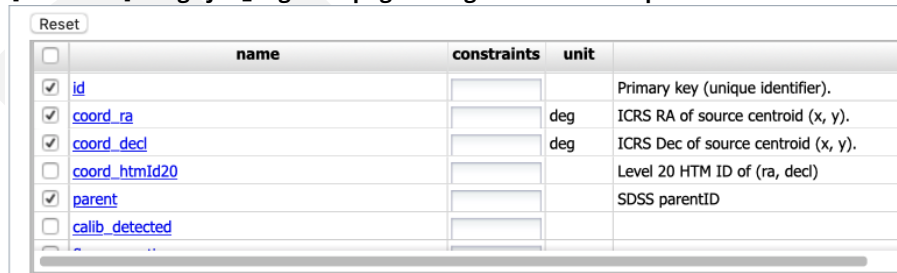 Reset
name constraints unit
id Primary key (unique identifier).
coord_ra deg ICRS RA of source centroid (x, y).
coord_decl deg ICRS Dec of source centroid (x, y).
coord_htmId20 Level 20 HTM ID of (ra, decl)
parent SDSS parentID
calib_detected